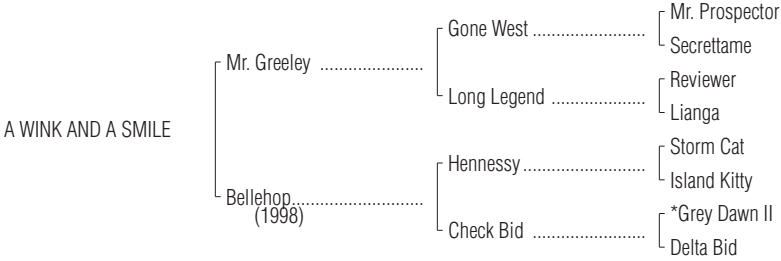 Mr. Prospector
Gone West ........................
Secrettame
Mr. Greeley ......................
Reviewer
Long Legend ....................
Lianga
A WINK AND A SMILE
Storm Cat
Hennessy..........................
Island Kitty
Bellehop............................
(1998)
*Grey Dawn II
Check Bid ........................
Delta Bid